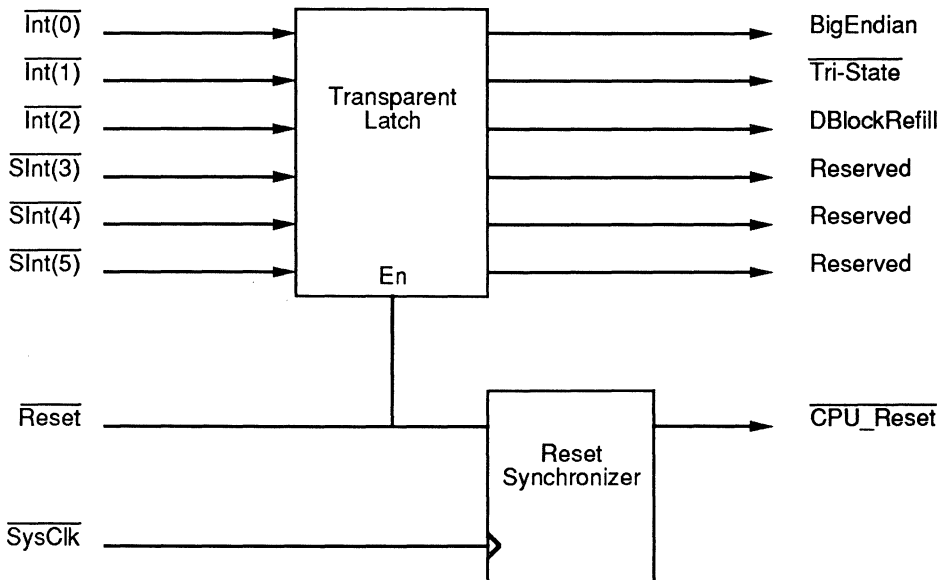 Int(0)
BigEndian
Int(1)
Tri-State
Int(2)
Transparent
Latch
DBlockRefill
SInt(3)
Reserved
SInt(4)
Reserved
SInt(5)
Reserved
En
Reset
CPU_Reset
Reset
Synchronizer
SysClk